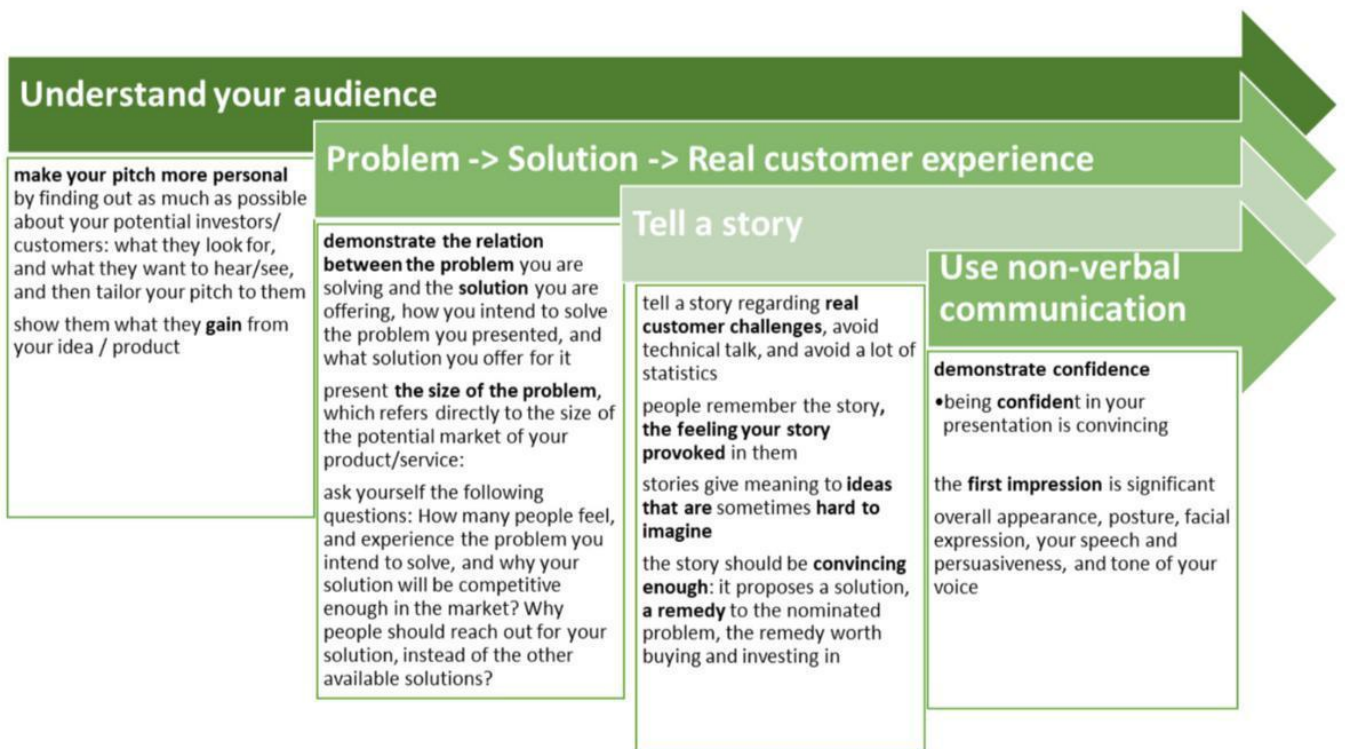 Understand your audience
make your pitch more personal
by finding out as much as possible
about your potential investors/
customers: what they look for,
and what they want to hear/see,
and then tailor your pitch to them
show them what they gain from
your idea / product
Problem -> Solution -> Real customer experience
demonstrate the relation
between the problem you are
solving and the solution you are
offering, how you intend to solve
the problem you presented, and
what solution you offer for it
present the size of the problem,
which refers directly to the size of
the potential market of your
product/service:
ask yourself the following
questions: How many people feel,
and experience the problem you
intend to solve, and why your
solution will be competitive
enough in the market? Why
people should reach out for your
solution, instead of the other
available solutions?
Tell a story
tell a story regarding real
customer challenges, avoid
technical talk, and avoid a lot of
statistics
people remember the story,
the feeling your story
provoked in them
stories give meaning to ideas
that are sometimes hard to
imagine
the story should be convincing
enough: it proposes a solution,
a remedy to the nominated
problem, the remedy worth
buying and investing in
Use non-verbal
communication
demonstrate confidence
•being confident in your
presentation is convincing
the first impression is significant
overall appearance, posture, facial
expression, your speech and
persuasiveness, and tone of your
voice